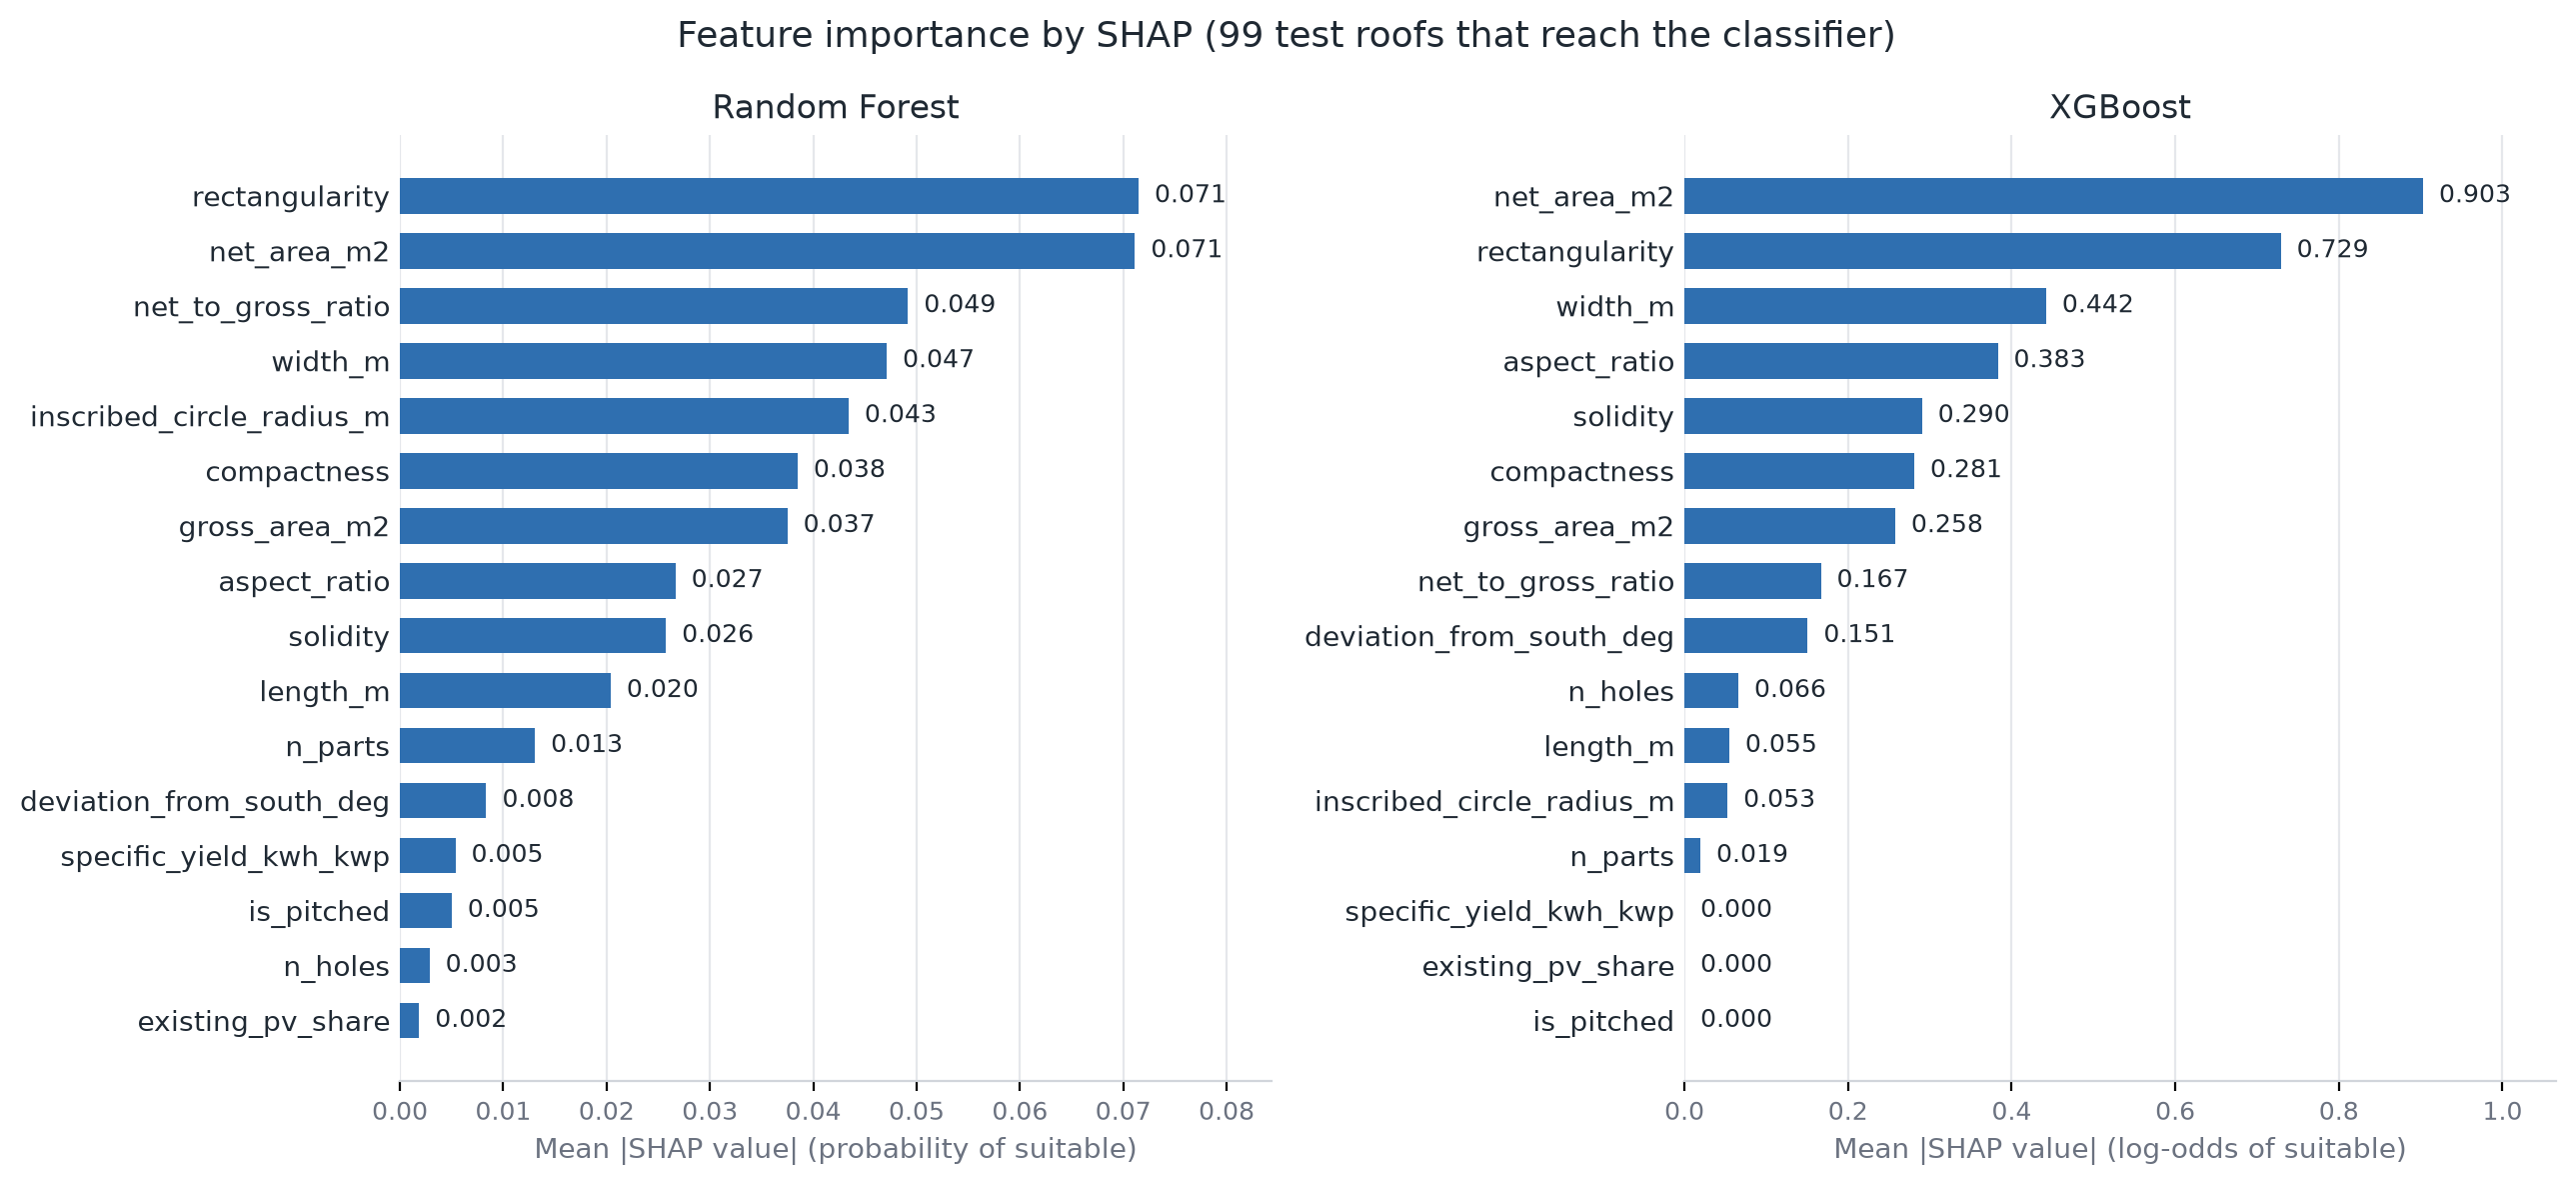 Feature importance by SHAP (99 test roofs that reach the classifier)
Random Forest
rectangularity 0.071
net_area_m2 0.071
net_to_gross_ratio 0.049
width_m 0.047
inscribed_circle_radius_m 0.043
compactness 0.038
gross_area_m2 0.037
aspect_ratio 0.027
solidity 0.026
length_m 0.020
n_parts 0.013
deviation_from_south_deg 0.008
specific_yield_kwh_kwp 0.005
is_pitched 0.005
n_holes 0.003
existing_pv_share 0.002
0.00 0.01 0.02 0.03 0.04 0.05 0.06 0.07 0.08
Mean |SHAP value| (probability of suitable)
XGBoost
net_area_m2 0.903
rectangularity 0.729
width_m 0.442
aspect_ratio 0.383
solidity 0.290
compactness 0.281
gross_area_m2 0.258
net_to_gross_ratio 0.167
deviation_from_south_deg 0.151
n_holes 0.066
length_m 0.055
inscribed_circle_radius_m 0.053
n_parts 0.019
specific_yield_kwh_kwp 0.000
existing_pv_share 0.000
is_pitched 0.000
0.0 0.2 0.4 0.6 0.8 1.0
Mean |SHAP value| (log-odds of suitable)